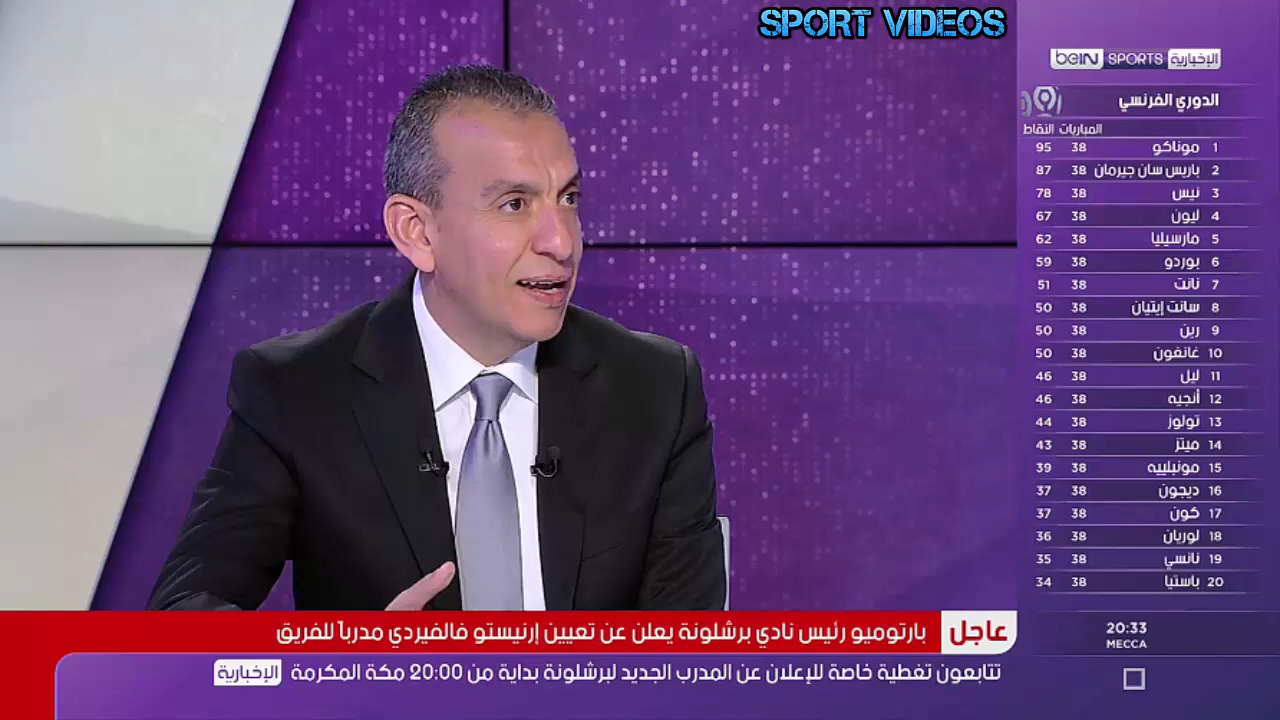 SPORT VIDEOS
beIN SPORTS الإخبارية
الدوري الفرنسي
المباريات النقاط
1 موناكو 38 95
2 باريس سان جيرمان 38 87
3 نيس 38 78
4 ليون 38 67
5 مارسيليا 38 62
6 بوردو 38 59
7 نانت 38 51
8 سانت إيتيان 38 50
9 رين 38 50
10 غانغون 38 50
11 ليل 38 46
12 أنجيه 38 46
13 تولوز 38 44
14 ميتز 38 43
15 مونبلييه 38 39
16 ديجون 38 37
17 كون 38 37
18 لوريان 38 36
19 نانسي 38 35
20 باستيا 38 34
عاجل بارتوميو رئيس نادي برشلونة يعلن عن تعيين إرنيستو فالفيردي مدرباً للفريق
20:33
MECCA
تتابعون تغطية خاصة للإعلان عن المدرب الجديد لبرشلونة بداية من 20:00 مكة المكرمة الإخبارية